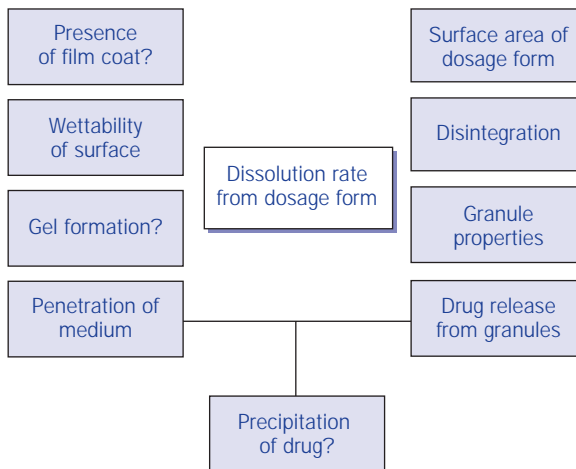 Presence
of film coat?
Wettability
of surface
Gel formation?
Penetration of
medium
Dissolution rate
from dosage form
Surface area of
dosage form
Disintegration
Granule
properties
Drug release
from granules
Precipitation
of drug?